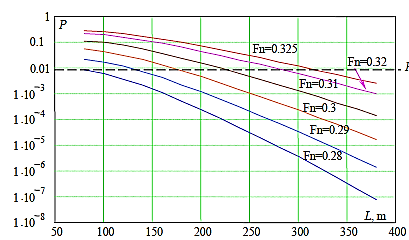 1
P
0.1
Fn=0.325
Fn=0.32
0.01
Fn=0.31
1·10⁻³
Fn=0.3
1·10⁻⁴
Fn=0.29
1·10⁻⁵
Fn=0.28
1·10⁻⁶
1·10⁻⁷
L, m
1·10⁻⁸
50 100 150 200 250 300 350 400